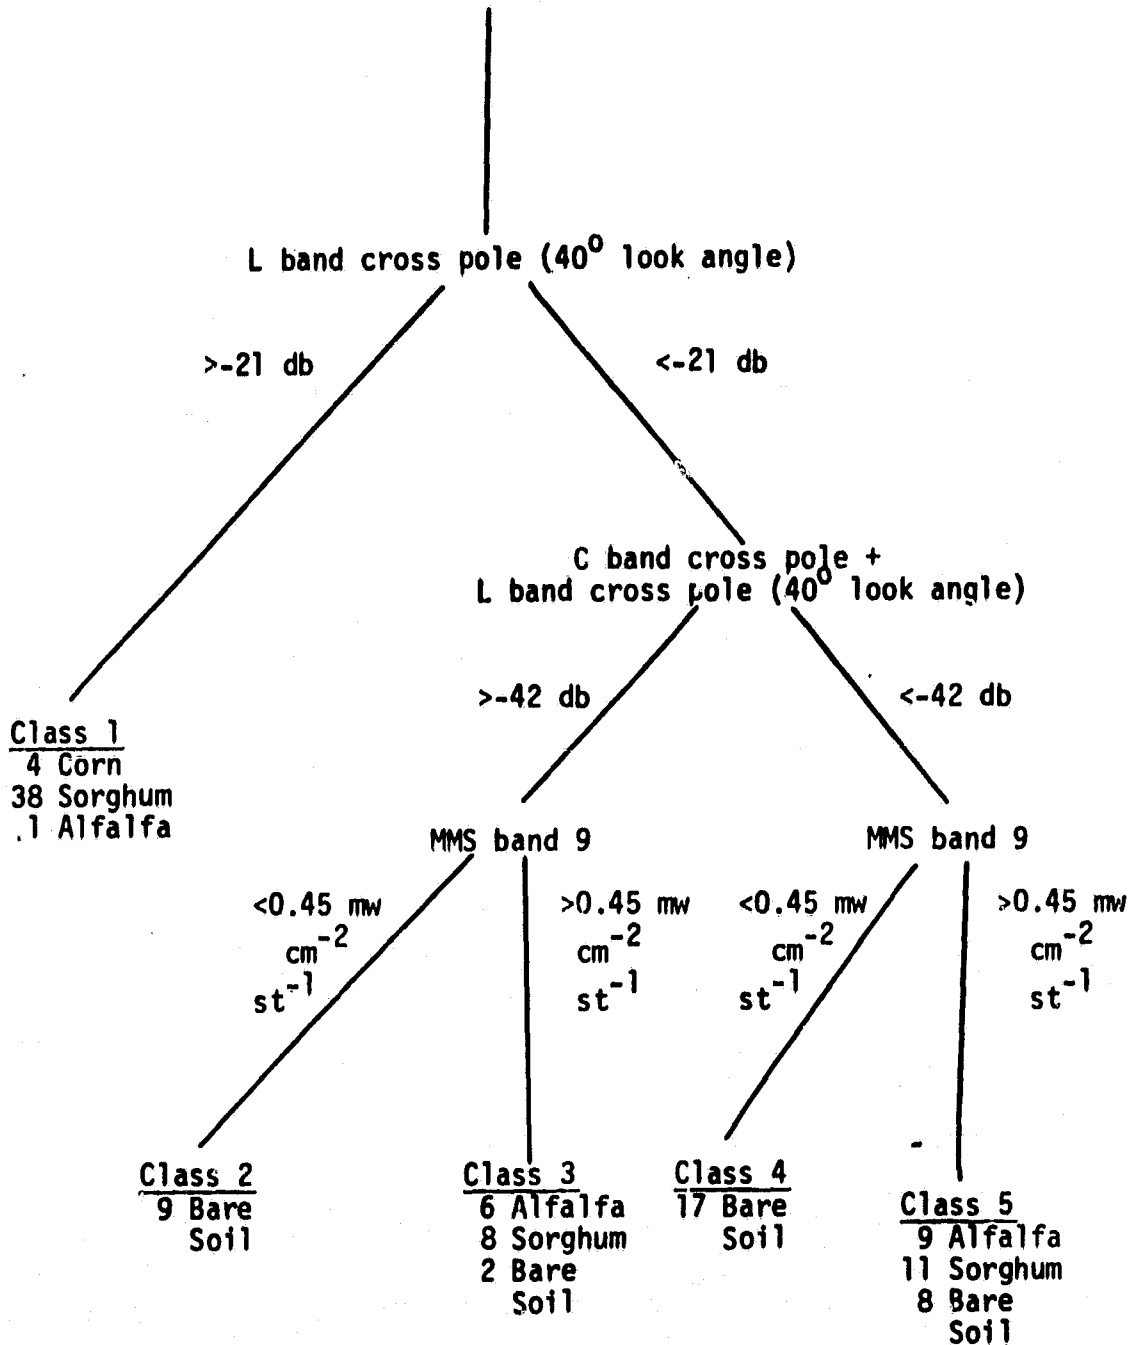 L band cross pole (40⁰ look angle)
>-21 db
<-21 db
C band cross pole +
L band cross pole (40⁰ look angle)
>-42 db
<-42 db
Class 1
4 Corn
38 Sorghum
.1 Alfalfa
MMS band 9
MMS band 9
<0.45 mw
cm⁻²
st⁻¹
>0.45 mw
cm⁻²
st⁻¹
<0.45 mw
cm⁻²
st⁻¹
>0.45 mw
cm⁻²
st⁻¹
Class 2
9 Bare
Soil
Class 3
6 Alfalfa
8 Sorghum
2 Bare
Soil
Class 4
17 Bare
Soil
Class 5
9 Alfalfa
11 Sorghum
8 Bare
Soil